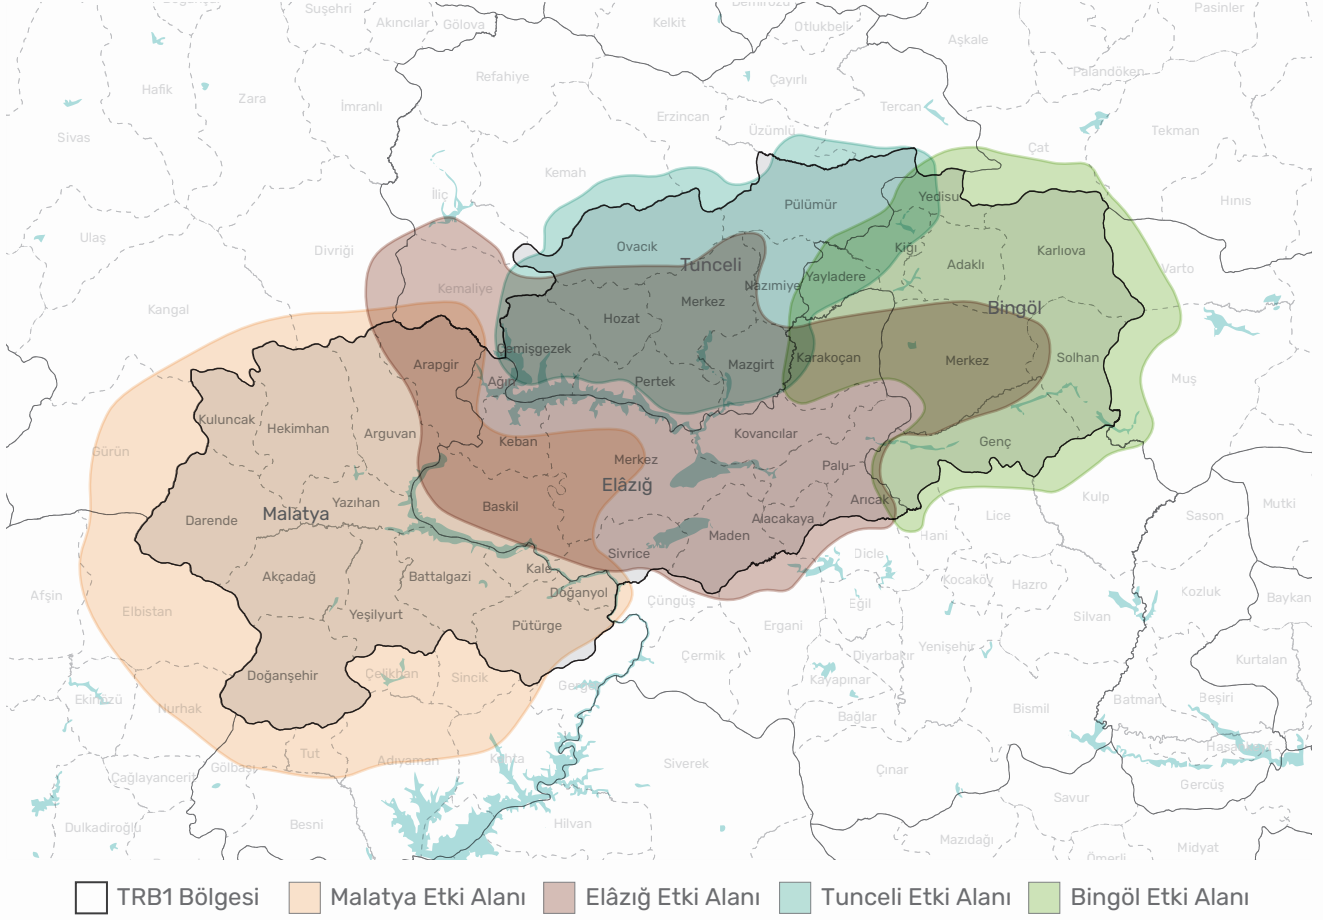 Suşehri
Akıncılar
Gölova
Kelkit
Otlukbeli
Pasinler
Aşkale
Refahiye
Çayırlı
Palandöken
Hafik
Zara
İmranlı
Tercan
Erzincan
Üzümlü
Tekman
Sivas
Çat
Kemah
İliç
Yedisu
Hınıs
Pülümür
Ulaş
Divriği
Ovacık
Kiğı
Karlıova
Tunceli
Adaklı
Varto
Yayladere
Kemaliye
Nazımiye
Merkez
Bingöl
Kangal
Hozat
Çemişgezek
Karakoçan
Merkez
Solhan
Arapgir
Mazgirt
Ağın
Pertek
Muş
Kuluncak
Hekimhan
Arguvan
Keban
Kovancılar
Genç
Gürün
Merkez
Palu
Elâzığ
Arıcak
Kulp
Yazıhan
Baskil
Mutki
Malatya
Darende
Alacakaya
Lice
Sason
Maden
Hani
Sivrice
Dicle
Kale
Akçadağ
Battalgazi
Kocaköy
Hazro
Doğanyol
Kozluk
Baykan
Afşin
Çüngüş
Eğil
Elbistan
Yeşilyurt
Silvan
Pütürge
Ergani
Yenişehir
Çermik
Diyarbakır
Kurtalan
Doğanşehir
Çelikhan
Sincik
Kayapınar
Gerger
Ekinözü
Batman
Beşiri
Nurhak
Bismil
Bağlar
Tut
Adıyaman
Kahta
Siverek
Gölbaşı
Çağlayancerit
Çınar
Gercüş
Savur
Dulkadiroğlu
Besni
Hilvan
Mazıdağı
Midyat
Ömerli
TRB1 Bölgesi
Malatya Etki Alanı
Elâzığ Etki Alanı
Tunceli Etki Alanı
Bingöl Etki Alanı